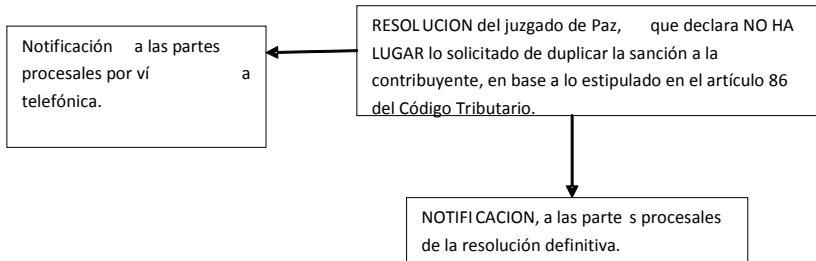 Notificación a las partes
procesales por ví a
telefónica.
RESOLUCION del juzgado de Paz, que declara NO HA
LUGAR lo solicitado de duplicar la sanción a la
contribuyente, en base a lo estipulado en el artículo 86
del Código Tributario.
NOTIFI CACION, a las parte s procesales
de la resolución definitiva.